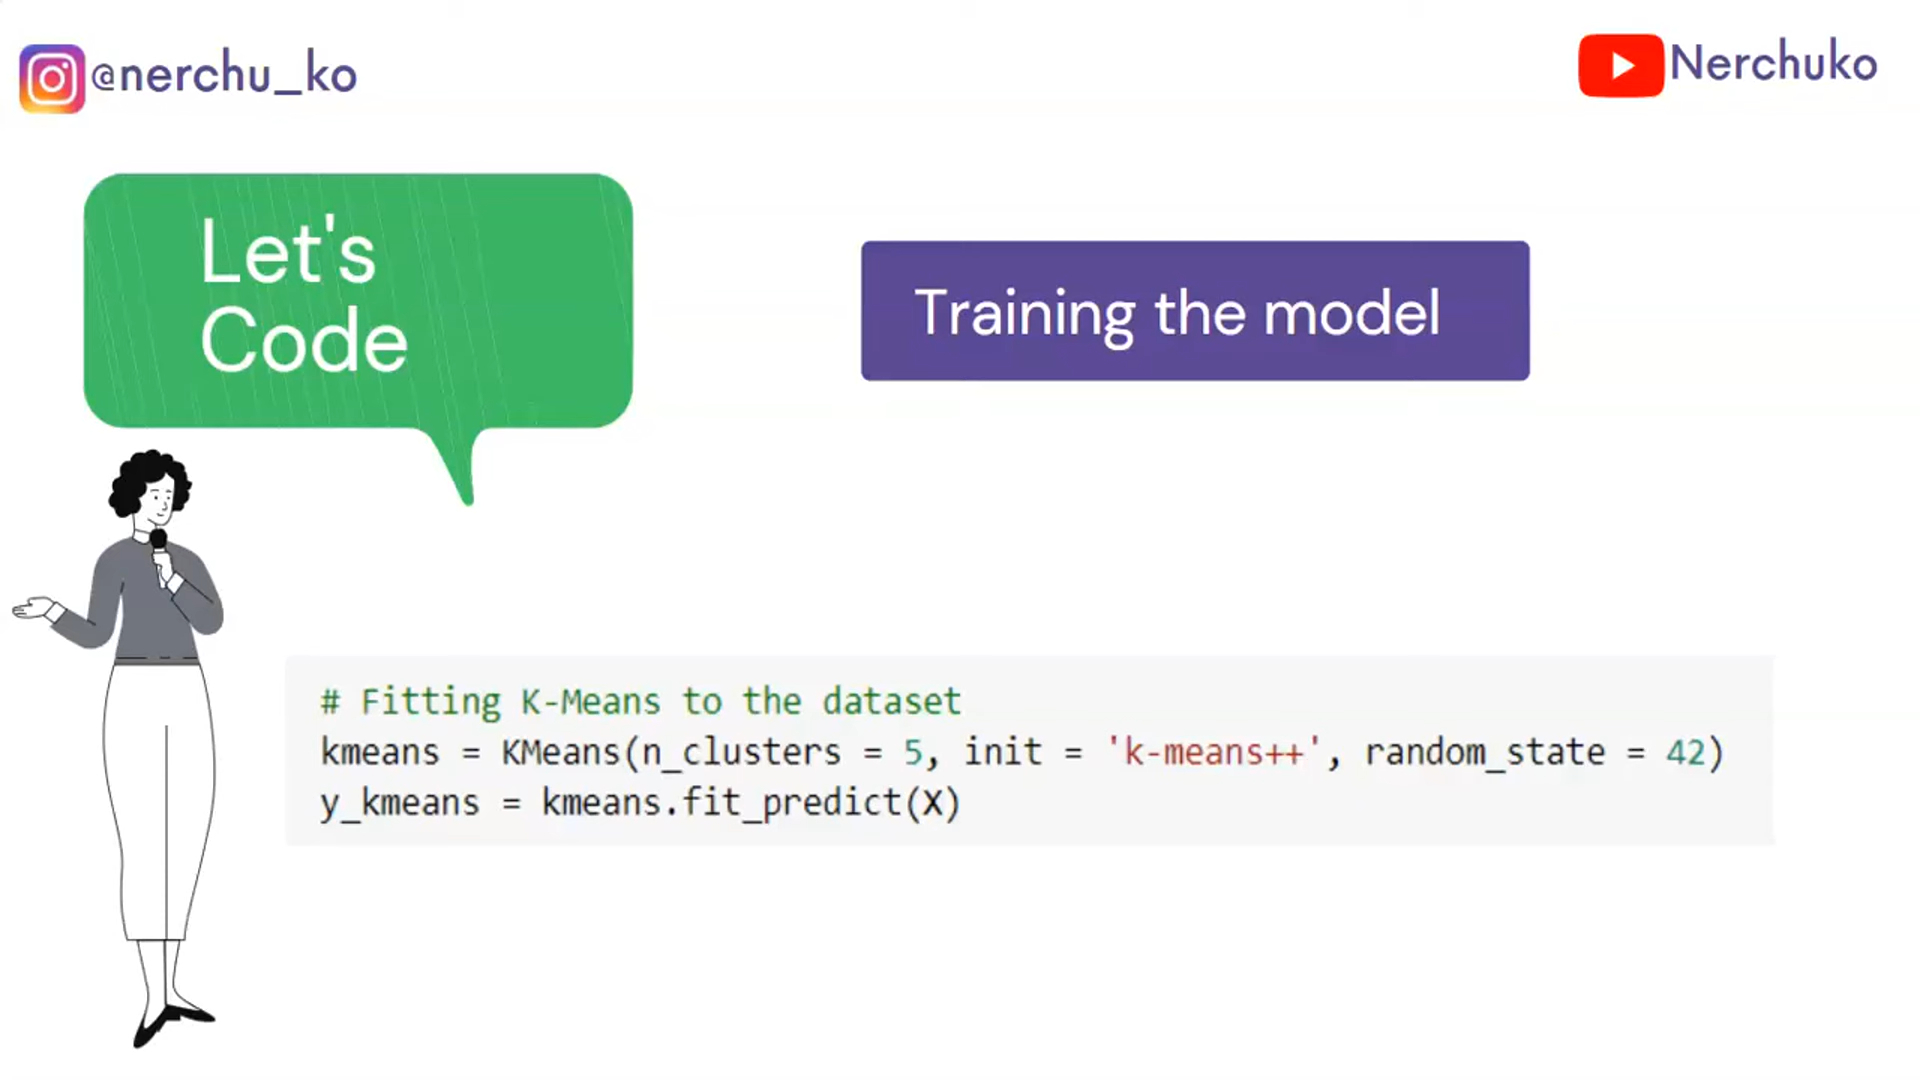 @nerchu_ko
Nerchuko
Let's
Code
Training the model
# Fitting K-Means to the dataset
kmeans = KMeans(n_clusters = 5, init = 'k-means++', random_state = 42)
y_kmeans = kmeans.fit_predict(X)